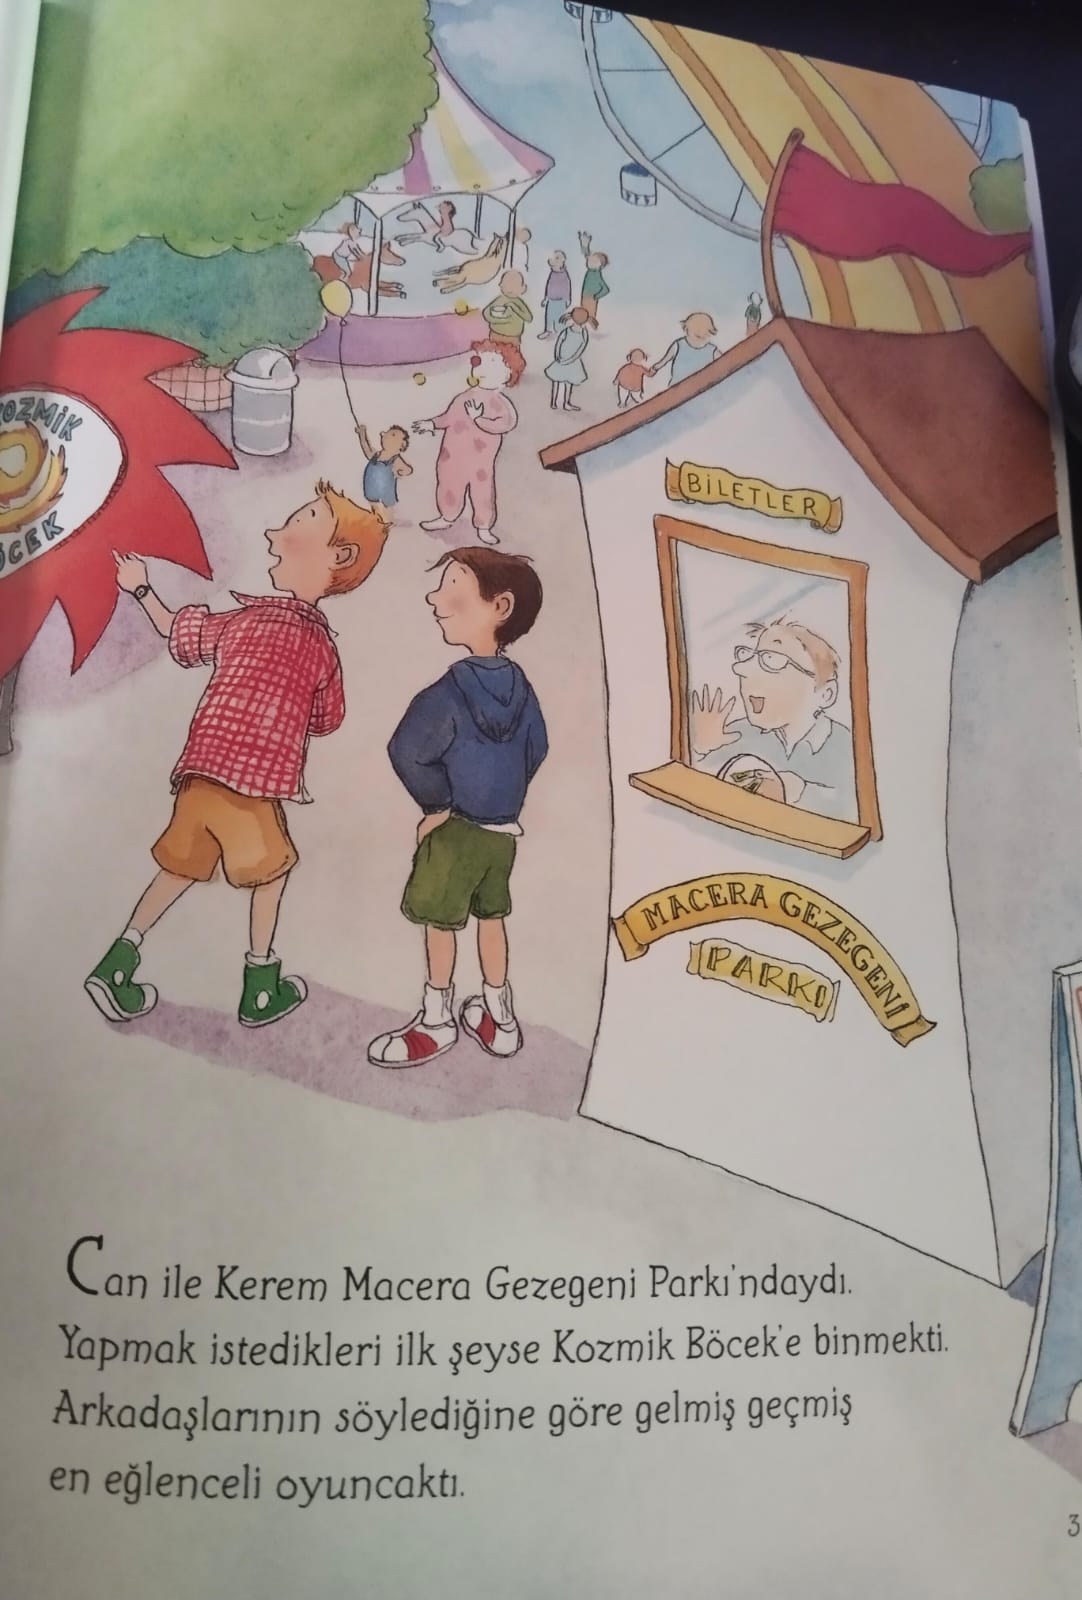 KOZMİK
BİLETLER
MACERA GEZEGENİ
PARKI
Can ile Kerem Macera Gezegeni Parkı'ndaydı.
Yapmak istedikleri ilk şeyse Kozmik Böcek'e binmekti.
Arkadaşlarının söylediğine göre gelmiş geçmiş
en eğlenceli oyuncaktı.
3